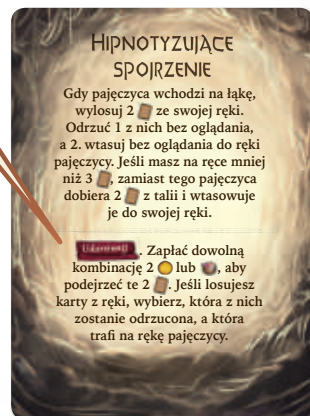 HIPNOTYZUJĄCE
SPOJRZENIE
Gdy pajęczyca wchodzi na łąkę,
wylosuj 2 ze swojej ręki.
Odrzuć 1 z nich bez oglądania,
a 2. wtasuj bez oglądania do ręki
pajęczycy. Jeśli masz na ręce mniej
niż 3 , zamiast tego pajęczyca
dobiera 2 z talii i wtasowuje
je do swojej ręki.
. Zapłać dowolną
kombinację 2 lub , aby
podejrzeć te 2 . Jeśli losujesz
karty z ręki, wybierz, która z nich
zostanie odrzucona, a która
trafi na rękę pajęczycy.